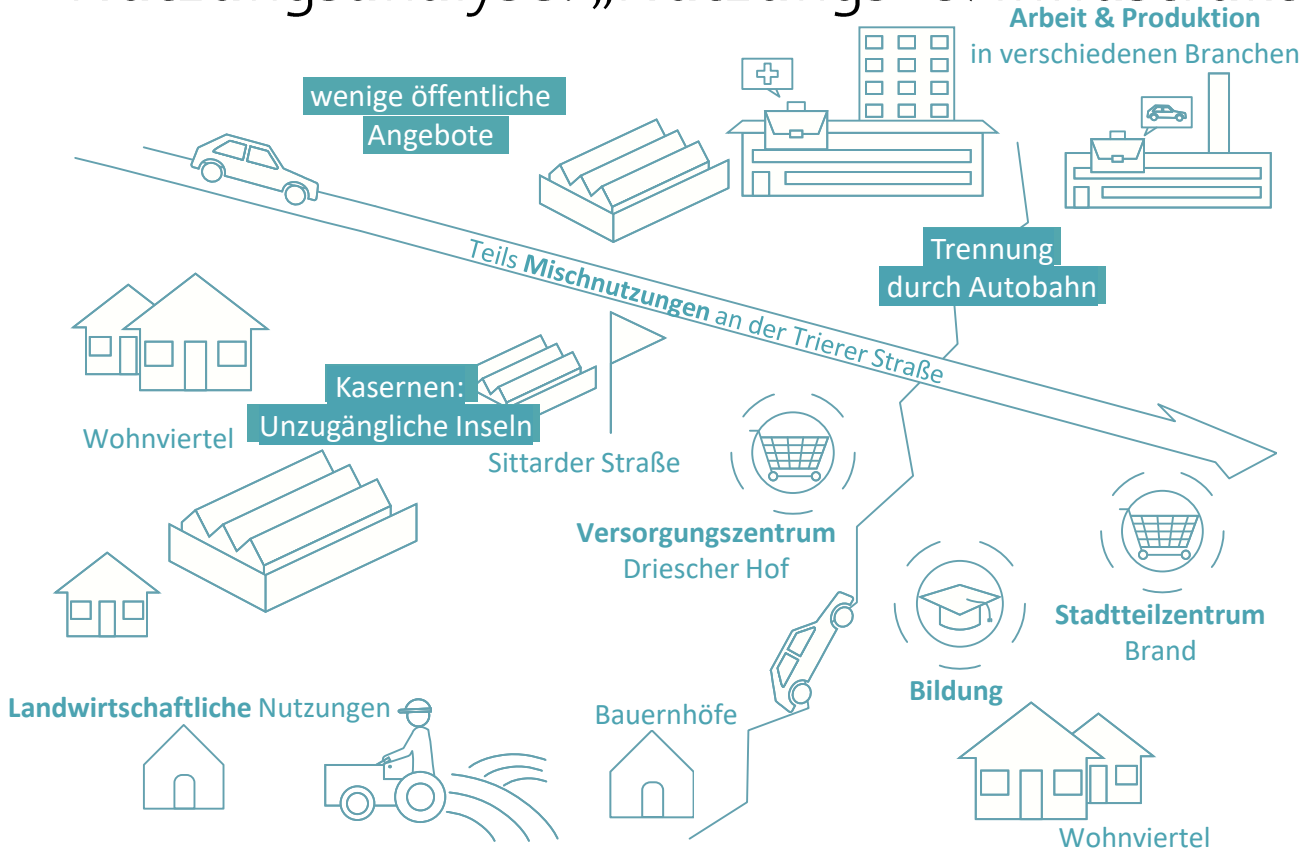 Arbeit & Produktion
in verschiedenen Branchen
wenige öffentliche
Angebote
Trennung
durch Autobahn
Teils Mischnutzungen an der Trierer Straße
Kasernen:
Unzugängliche Inseln
Wohnviertel
Sittarder Straße
Versorgungszentrum
Driescher Hof
Stadtteilzentrum
Brand
Bildung
Landwirtschaftliche Nutzungen
Bauernhöfe
Wohnviertel